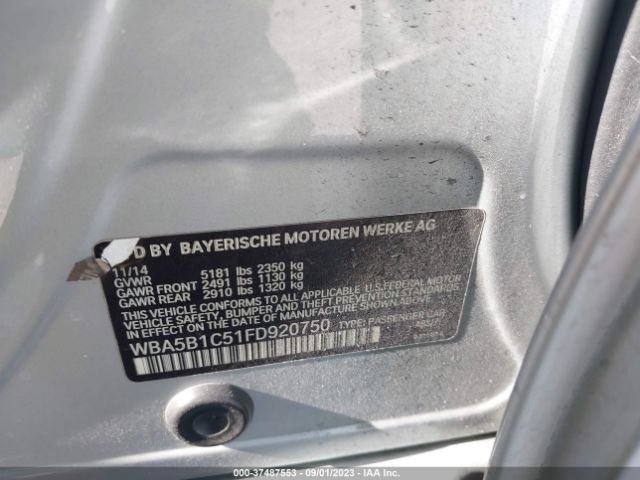 D BY BAYERISCHE MOTOREN WERKE AG
11/14
GVWR 5181 lbs 2350 kg
GAWR FRONT 2491 lbs 1130 kg
GAWR REAR 2910 lbs 1320 kg
THIS VEHICLE CONFORMS TO ALL APPLICABLE U.S. FEDERAL MOTOR
VEHICLE SAFETY, BUMPER, AND THEFT PREVENTION STANDARDS
IN EFFECT ON THE DATE OF MANUFACTURE SHOWN ABOVE.
WBA5B1C51FD920750 TYPE: PASSENGER CAR
000-37487553 - 09/01/2023 - IAA Inc.